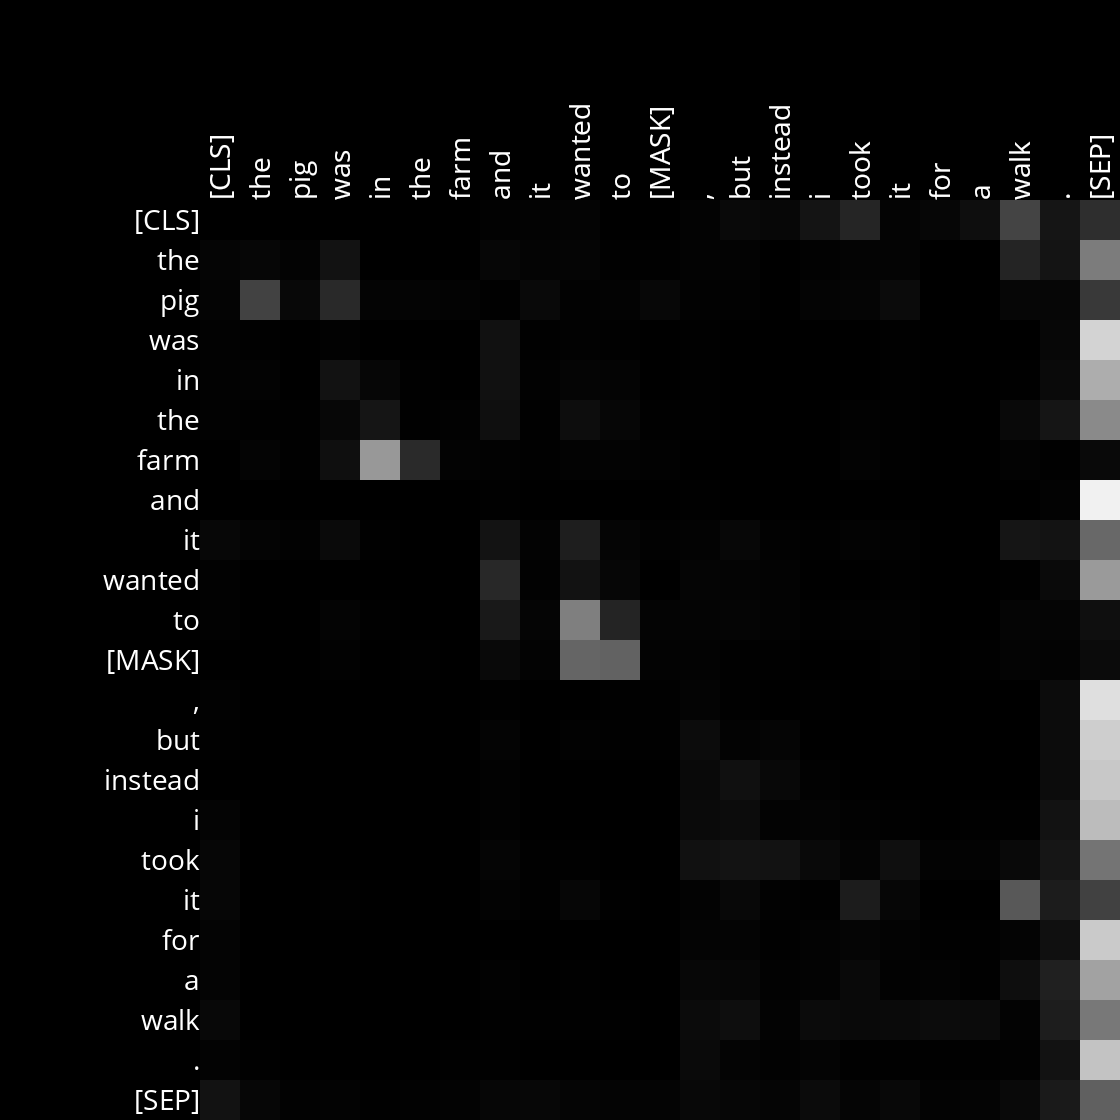 [CLS] the pig was in the farm and it wanted to [MASK] , but instead i took it for a walk . [SEP]
[CLS]
the
pig
was
in
the
farm
and
it
wanted
to
[MASK]
,
but
instead
i
took
it
for
a
walk
.
[SEP]